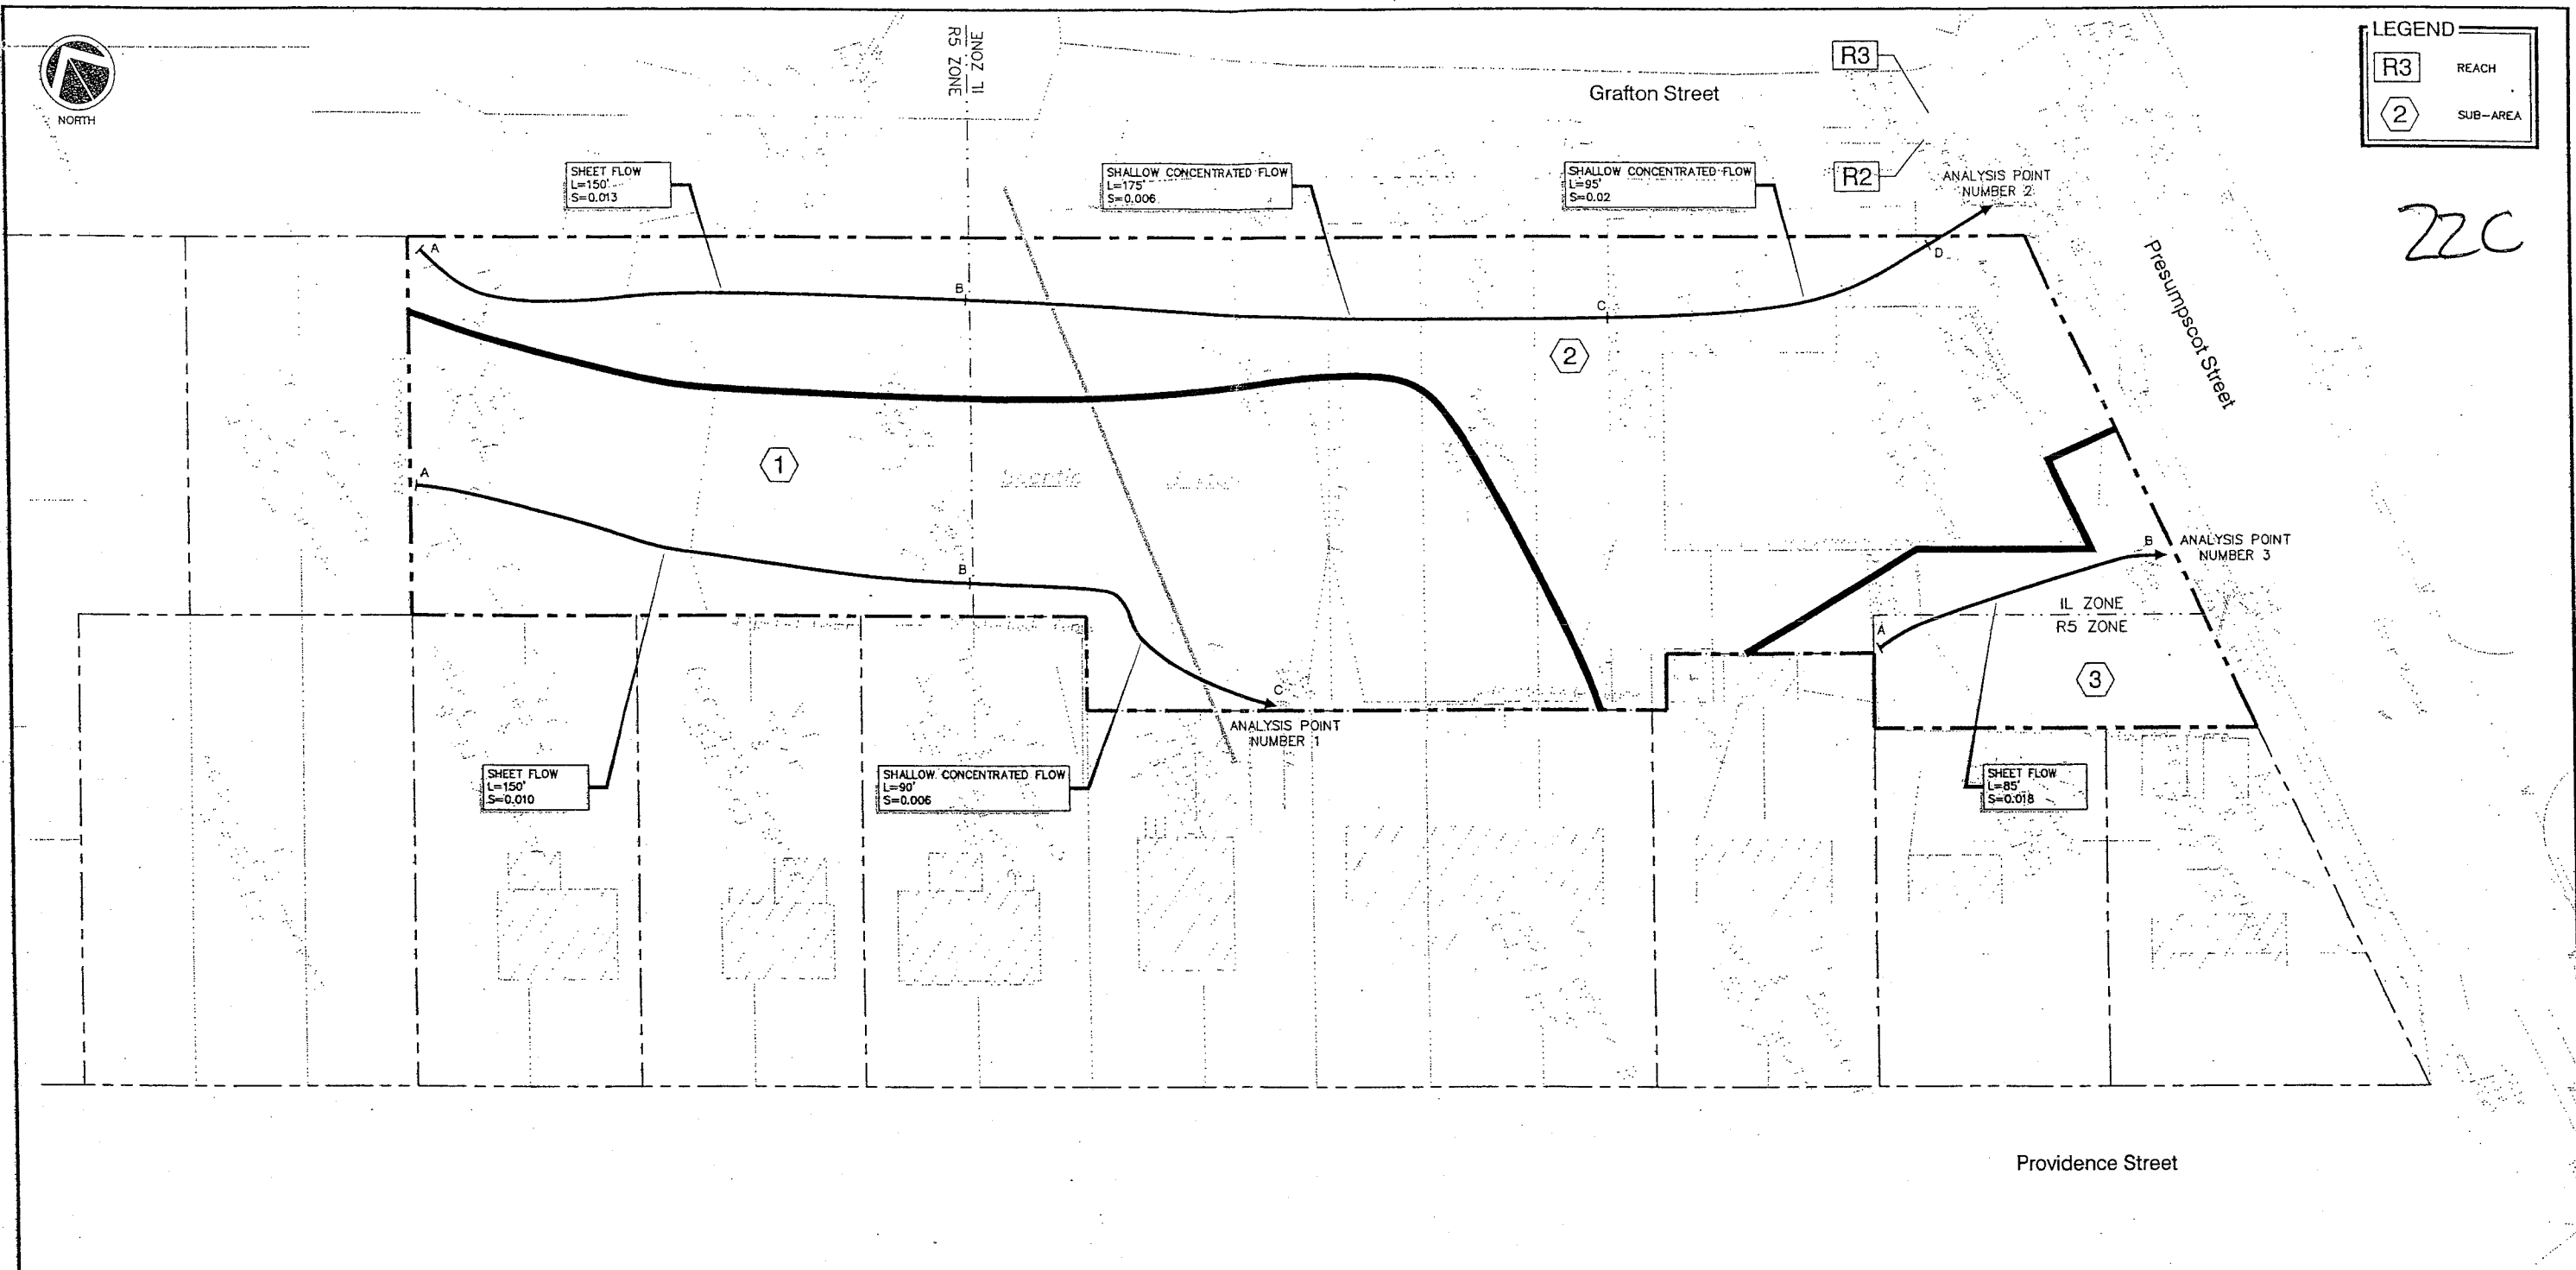 NORTH
IL ZONE
R5 ZONE
R3
Grafton Street
LEGEND
R3 REACH
2 SUB-AREA
SHEET FLOW
L=150'
S=0.013
SHALLOW CONCENTRATED FLOW
L=175'
S=0.006
SHALLOW CONCENTRATED FLOW
L=95'
S=0.02
R2
ANALYSIS POINT
NUMBER 2
22C
Presumpscot Street
A
B
C
D
2
1
A
B
C
ANALYSIS POINT
NUMBER 1
B
ANALYSIS POINT
NUMBER 3
IL ZONE
R5 ZONE
A
3
SHEET FLOW
L=150'
S=0.010
SHALLOW CONCENTRATED FLOW
L=90'
S=0.006
SHEET FLOW
L=85'
S=0.018
Providence Street